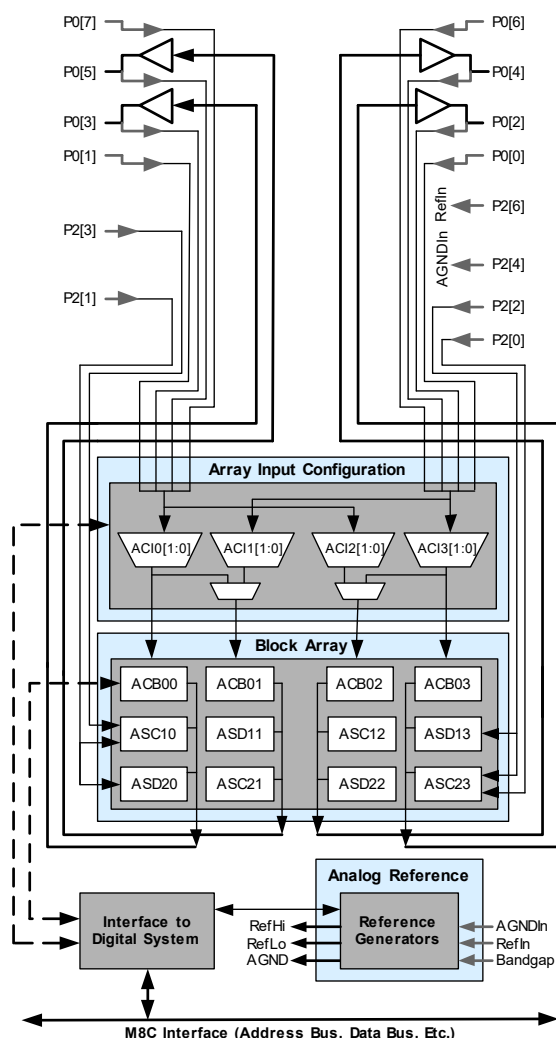 P0[7]
P0[6]
P0[5]
P0[4]
P0[3]
P0[2]
P0[1]
P0[0]
AGNDIn RefIn
P2[6]
P2[3]
P2[4]
P2[1]
P2[2]
P2[0]
Array Input Configuration
ACI0[1:0]
ACI1[1:0]
ACI2[1:0]
ACI3[1:0]
Block Array
ACB00
ACB01
ACB02
ACB03
ASC10
ASD11
ASC12
ASD13
ASD20
ASC21
ASD22
ASC23
Analog Reference
Interface to
Digital System
RefHi
RefLo
AGND
Reference
Generators
AGNDIn
RefIn
Bandgap
M8C Interface (Address Bus, Data Bus, Etc.)